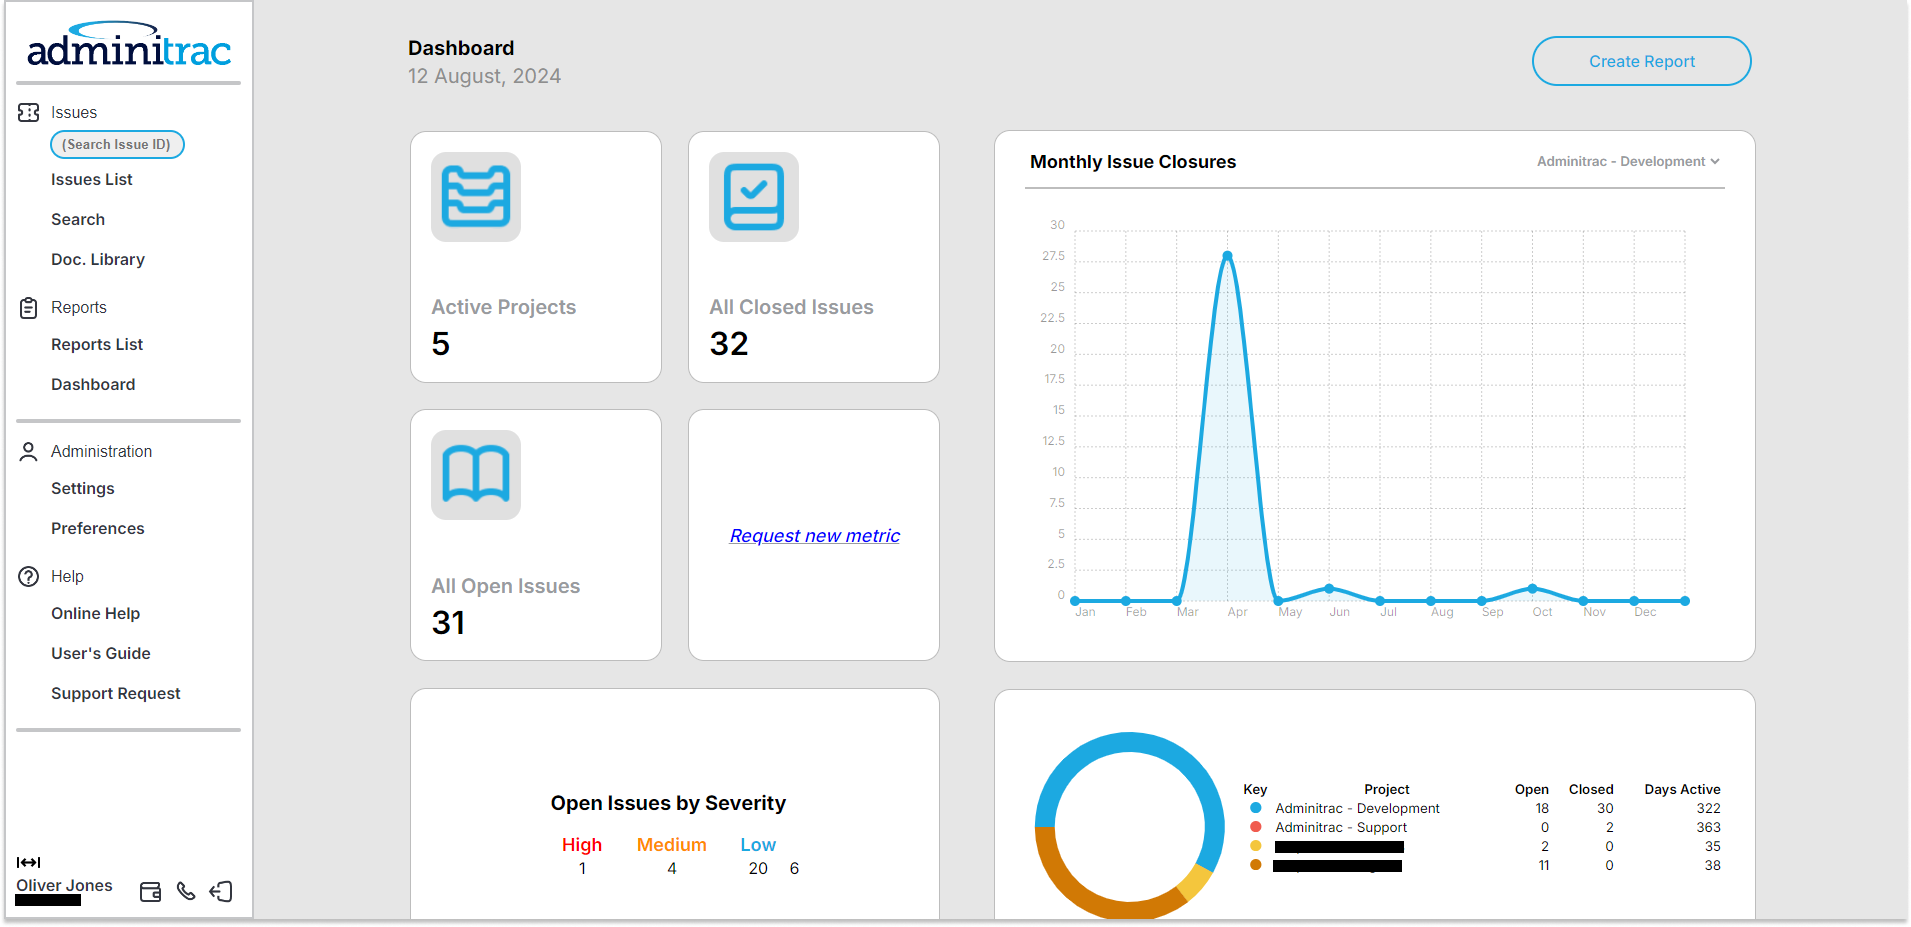 adminitrac
Issues
(Search Issue ID)
Issues List
Search
Doc. Library
Reports
Reports List
Dashboard
Administration
Settings
Preferences
Help
Online Help
User's Guide
Support Request
Oliver Jones
Dashboard
12 August, 2024
Create Report
Active Projects
5
All Closed Issues
32
All Open Issues
31
Request new metric
Monthly Issue Closures
Adminitrac - Development
30
27.5
25
22.5
20
17.5
15
12.5
10
7.5
5
2.5
0
Jan Feb Mar Apr May Jun Jul Aug Sep Oct Nov Dec
Open Issues by Severity
High Medium Low
1 4 20 6
Key Project Open Closed Days Active
Adminitrac - Development 18 30 322
Adminitrac - Support 0 2 363
2 0 35
11 0 38